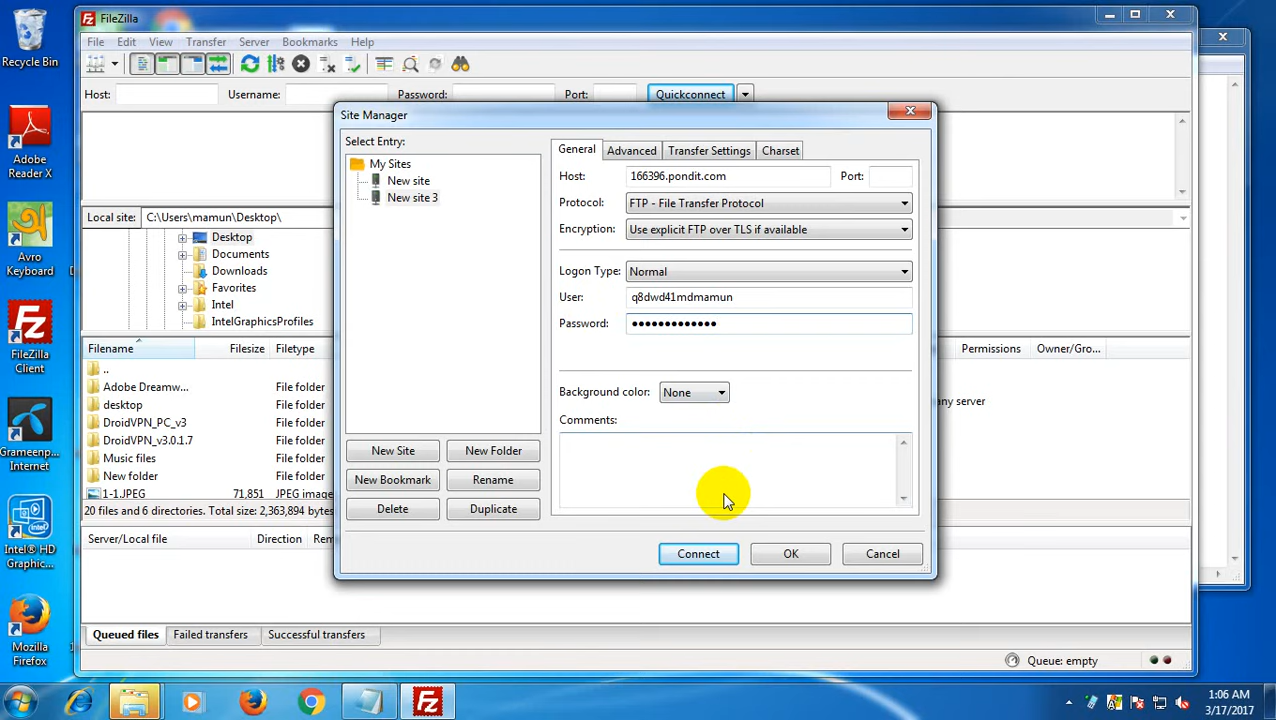 FileZilla
File Edit View Transfer Server Bookmarks Help
Host: Username: Password: Port: Quickconnect
Site Manager
Select Entry:
My Sites
New site
New site 3
New Site New Folder
New Bookmark Rename
Delete Duplicate
General Advanced Transfer Settings Charset
Host: 166396.pondit.com Port:
Protocol: FTP - File Transfer Protocol
Encryption: Use explicit FTP over TLS if available
Logon Type: Normal
User: q8dwd41mdmamun
Password: ●●●●●●●●●●●●●
Background color: None
Comments:
Connect OK Cancel
Local site: C:\Users\mamun\Desktop\
Desktop
Documents
Downloads
Favorites
Intel
IntelGraphicsProfiles
Filename Filesize Filetype
..
Adobe Dreamw... File folder
desktop File folder
DroidVPN_PC_v3 File folder
DroidVPN_v3.0.1.7 File folder
Music files File folder
New folder File folder
1-1.JPEG 71,851 JPEG image
20 files and 6 directories. Total size: 2,363,894 bytes
Permissions Owner/Gro...
any server
Server/Local file Direction Rem
Queued files Failed transfers Successful transfers
Queue: empty
Recycle Bin
Adobe
Reader X
Avro
Keyboard
FileZilla
Client
Grameenp...
Internet
Intel® HD
Graphic...
Mozilla
Firefox
1:06 AM
3/17/2017